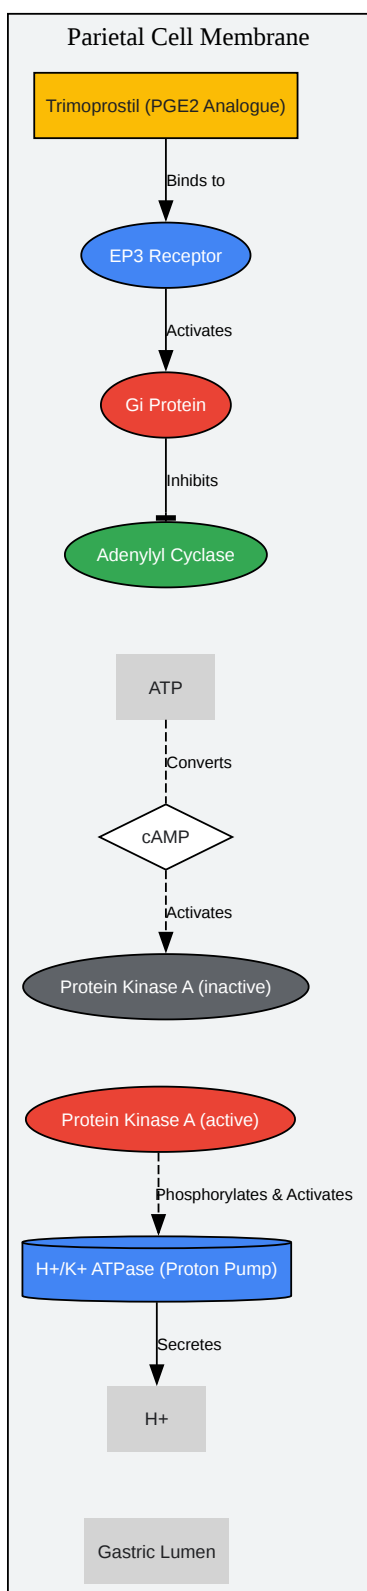 Parietal Cell Membrane
Trimoprostil (PGE2 Analogue)
Binds to
EP3 Receptor
Activates
Gi Protein
Inhibits
Adenylyl Cyclase
ATP
Converts
cAMP
Activates
Protein Kinase A (inactive)
Protein Kinase A (active)
Phosphorylates & Activates
H+/K+ ATPase (Proton Pump)
Secretes
H+
Gastric Lumen